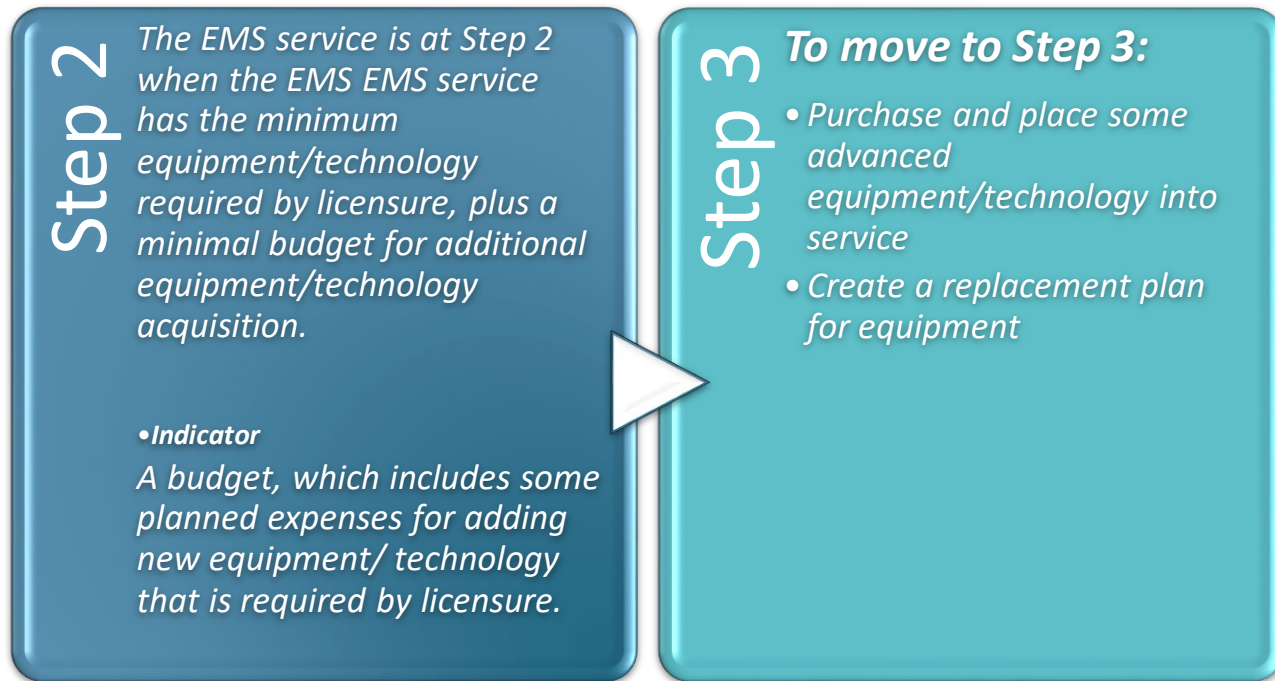 Step 2
The EMS service is at Step 2
when the EMS EMS service
has the minimum
equipment/technology
required by licensure, plus a
minimal budget for additional
equipment/technology
acquisition.
•Indicator
A budget, which includes some
planned expenses for adding
new equipment/ technology
that is required by licensure.
Step 3
To move to Step 3:
• Purchase and place some
advanced
equipment/technology into
service
• Create a replacement plan
for equipment